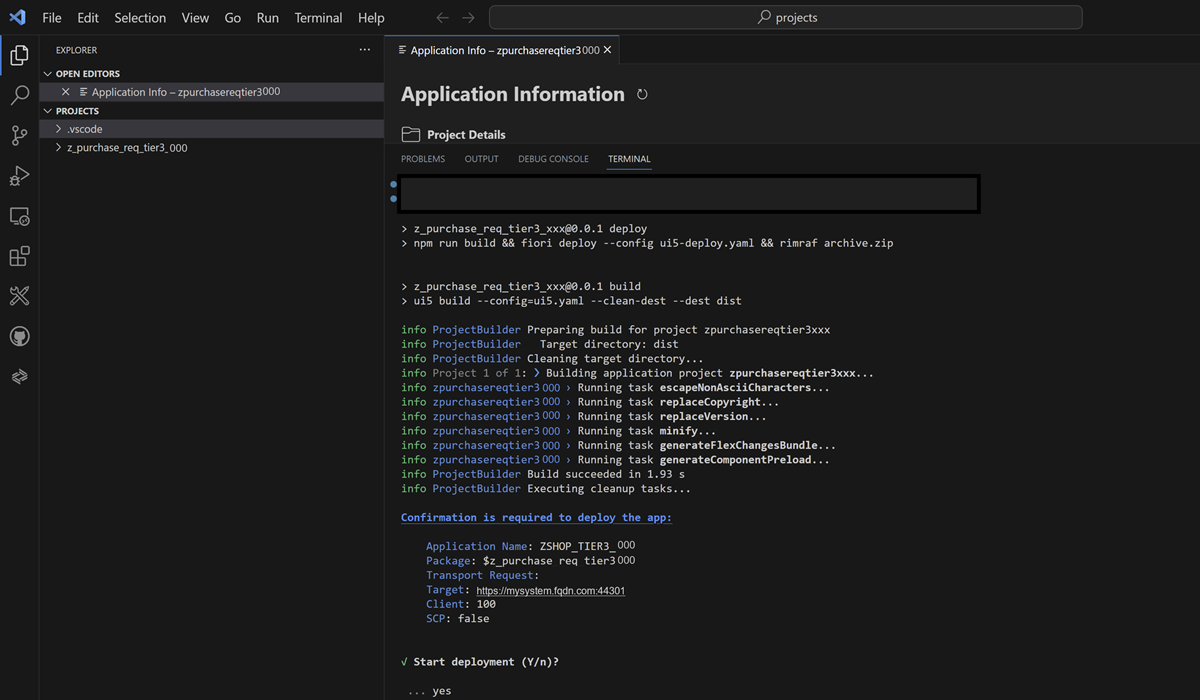 File Edit Selection View Go Run Terminal Help
projects
EXPLORER
OPEN EDITORS
Application Info – zpurchasereqtier3000
PROJECTS
.vscode
z_purchase_req_tier3_000
Application Info – zpurchasereqtier3000
Application Information
Project Details
PROBLEMS OUTPUT DEBUG CONSOLE TERMINAL
> z_purchase_req_tier3_xxx@0.0.1 deploy
> npm run build && fiori deploy --config ui5-deploy.yaml && rimraf archive.zip
> z_purchase_req_tier3_xxx@0.0.1 build
> ui5 build --config=ui5.yaml --clean-dest --dest dist
info ProjectBuilder Preparing build for project zpurchasereqtier3xxx
info ProjectBuilder   Target directory: dist
info ProjectBuilder Cleaning target directory...
info Project 1 of 1: ❯ Building application project zpurchasereqtier3xxx...
info zpurchasereqtier3000 › Running task escapeNonAsciiCharacters...
info zpurchasereqtier3000 › Running task replaceCopyright...
info zpurchasereqtier3000 › Running task replaceVersion...
info zpurchasereqtier3000 › Running task minify...
info zpurchasereqtier3000 › Running task generateFlexChangesBundle...
info zpurchasereqtier3000 › Running task generateComponentPreload...
info ProjectBuilder Build succeeded in 1.93 s
info ProjectBuilder Executing cleanup tasks...
Confirmation is required to deploy the app:
Application Name: ZSHOP_TIER3_000
Package: $z_purchase req tier3000
Transport Request:
Target: https://mysystem.fqdn.com:44301
Client: 100
SCP: false
√ Start deployment (Y/n)?
... yes